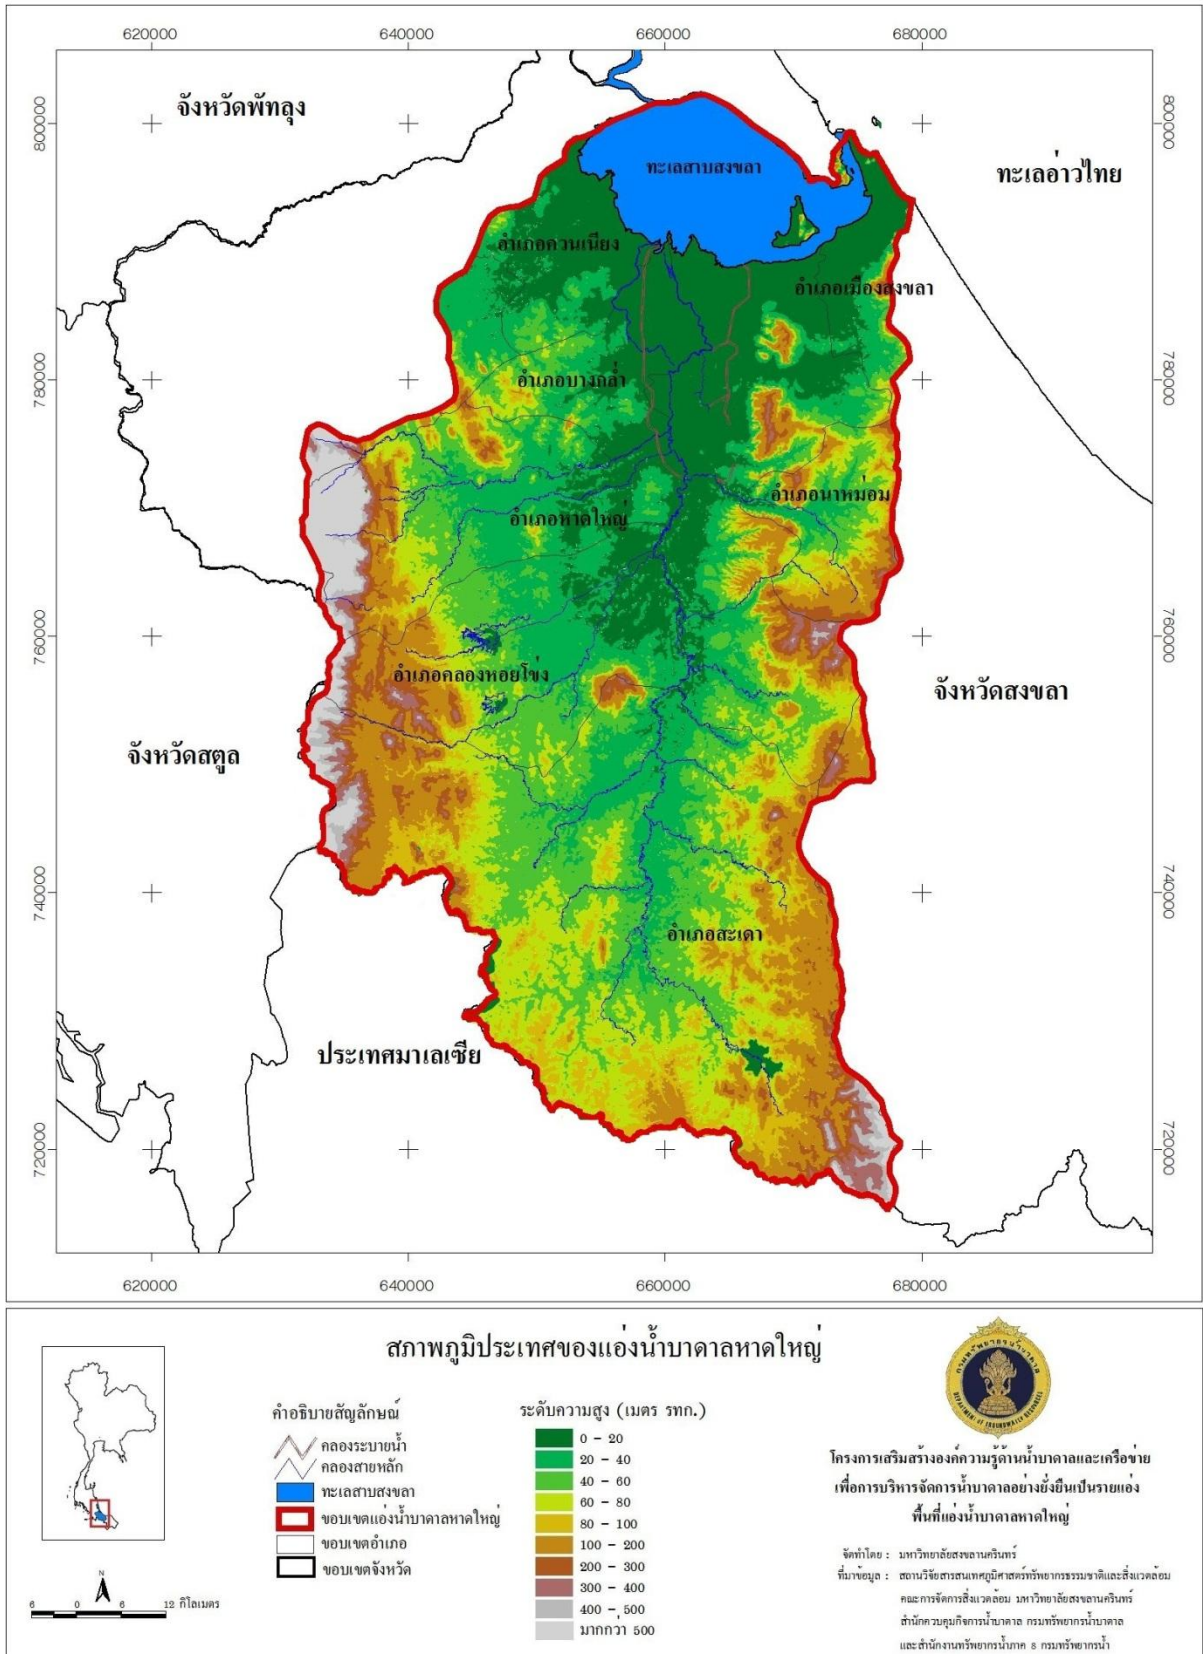 620000 640000 660000 680000
800000 800000
จังหวัดพัทลุง
ทะเลสาบสงขลา
ทะเลอ่าวไทย
อำเภอควนเนียง
อำเภอเมืองสงขลา
780000 780000
อำเภอบางกล่ำ
อำเภอนาหม่อม
อำเภอหาดใหญ่
760000 760000
อำเภอคลองหอยโข่ง
จังหวัดสงขลา
จังหวัดสตูล
740000 740000
อำเภอสะเดา
ประเทศมาเลเซีย
720000 720000
620000 640000 660000 680000
สภาพภูมิประเทศของแอ่งน้ำบาดาลหาดใหญ่
คำอธิบายสัญลักษณ์
คลองระบายน้ำ
คลองสายหลัก
ทะเลสาบสงขลา
ขอบเขตแอ่งน้ำบาดาลหาดใหญ่
ขอบเขตอำเภอ
ขอบเขตจังหวัด
N
6 0 6 12 กิโลเมตร
ระดับความสูง (เมตร รทก.)
0 - 20
20 - 40
40 - 60
60 - 80
80 - 100
100 - 200
200 - 300
300 - 400
400 - 500
มากกว่า 500
กรมทรัพยากรน้ำบาดาล
DEPARTMENT OF GROUNDWATER RESOURCES
โครงการเสริมสร้างองค์ความรู้ด้านน้ำบาดาลและเครือข่าย
เพื่อการบริหารจัดการน้ำบาดาลอย่างยั่งยืนเป็นรายแอ่ง
พื้นที่แอ่งน้ำบาดาลหาดใหญ่
จัดทำโดย : มหาวิทยาลัยสงขลานครินทร์
ที่มาข้อมูล : สถานวิจัยสารสนเทศภูมิศาสตร์ทรัพยากรธรรมชาติและสิ่งแวดล้อม
คณะการจัดการสิ่งแวดล้อม มหาวิทยาลัยสงขลานครินทร์
สำนักควบคุมกิจการน้ำบาดาล กรมทรัพยากรน้ำบาดาล
และสำนักงานทรัพยากรน้ำภาค 8 กรมทรัพยากรน้ำ